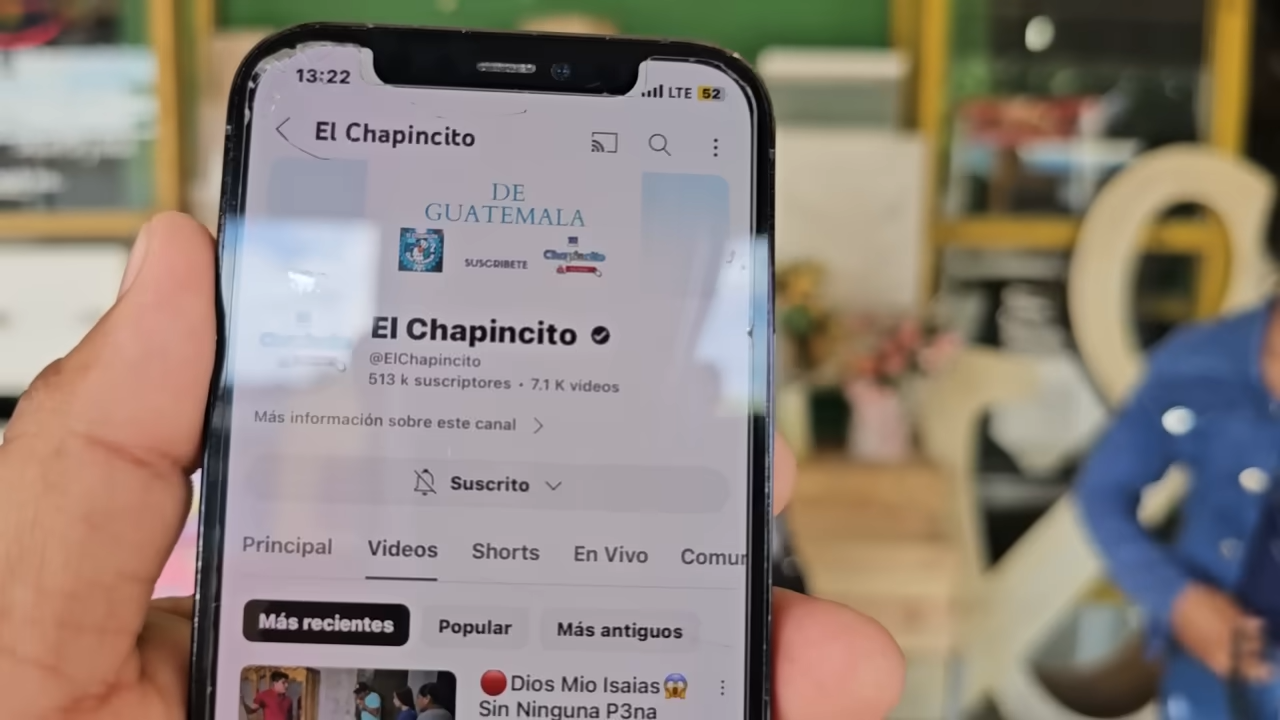 13:22
LTE 52
El Chapincito
DE
GUATEMALA
SUSCRIBETE
Chapincito
El Chapincito
@ElChapincito
513 k suscriptores • 7.1 K videos
Más información sobre este canal
Suscrito
Principal Videos Shorts En Vivo Comun
Más recientes Popular Más antiguos
Dios Mio Isaias
Sin Ninguna P3na